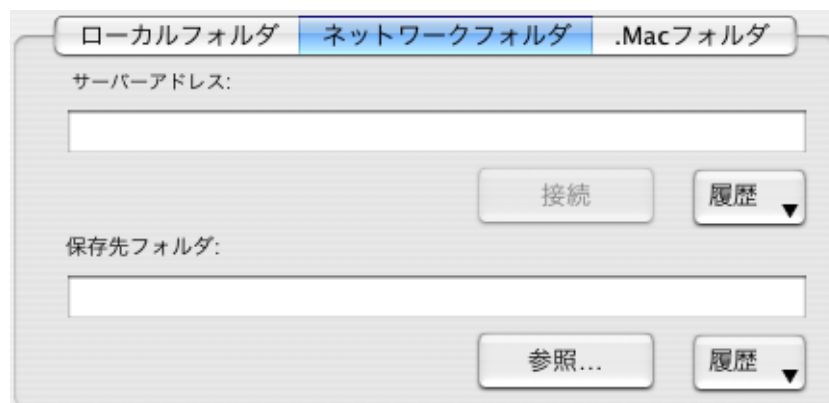 ローカルフォルダ ネットワークフォルダ .Macフォルダ
サーバーアドレス:
接続 履歴
保存先フォルダ:
参照... 履歴